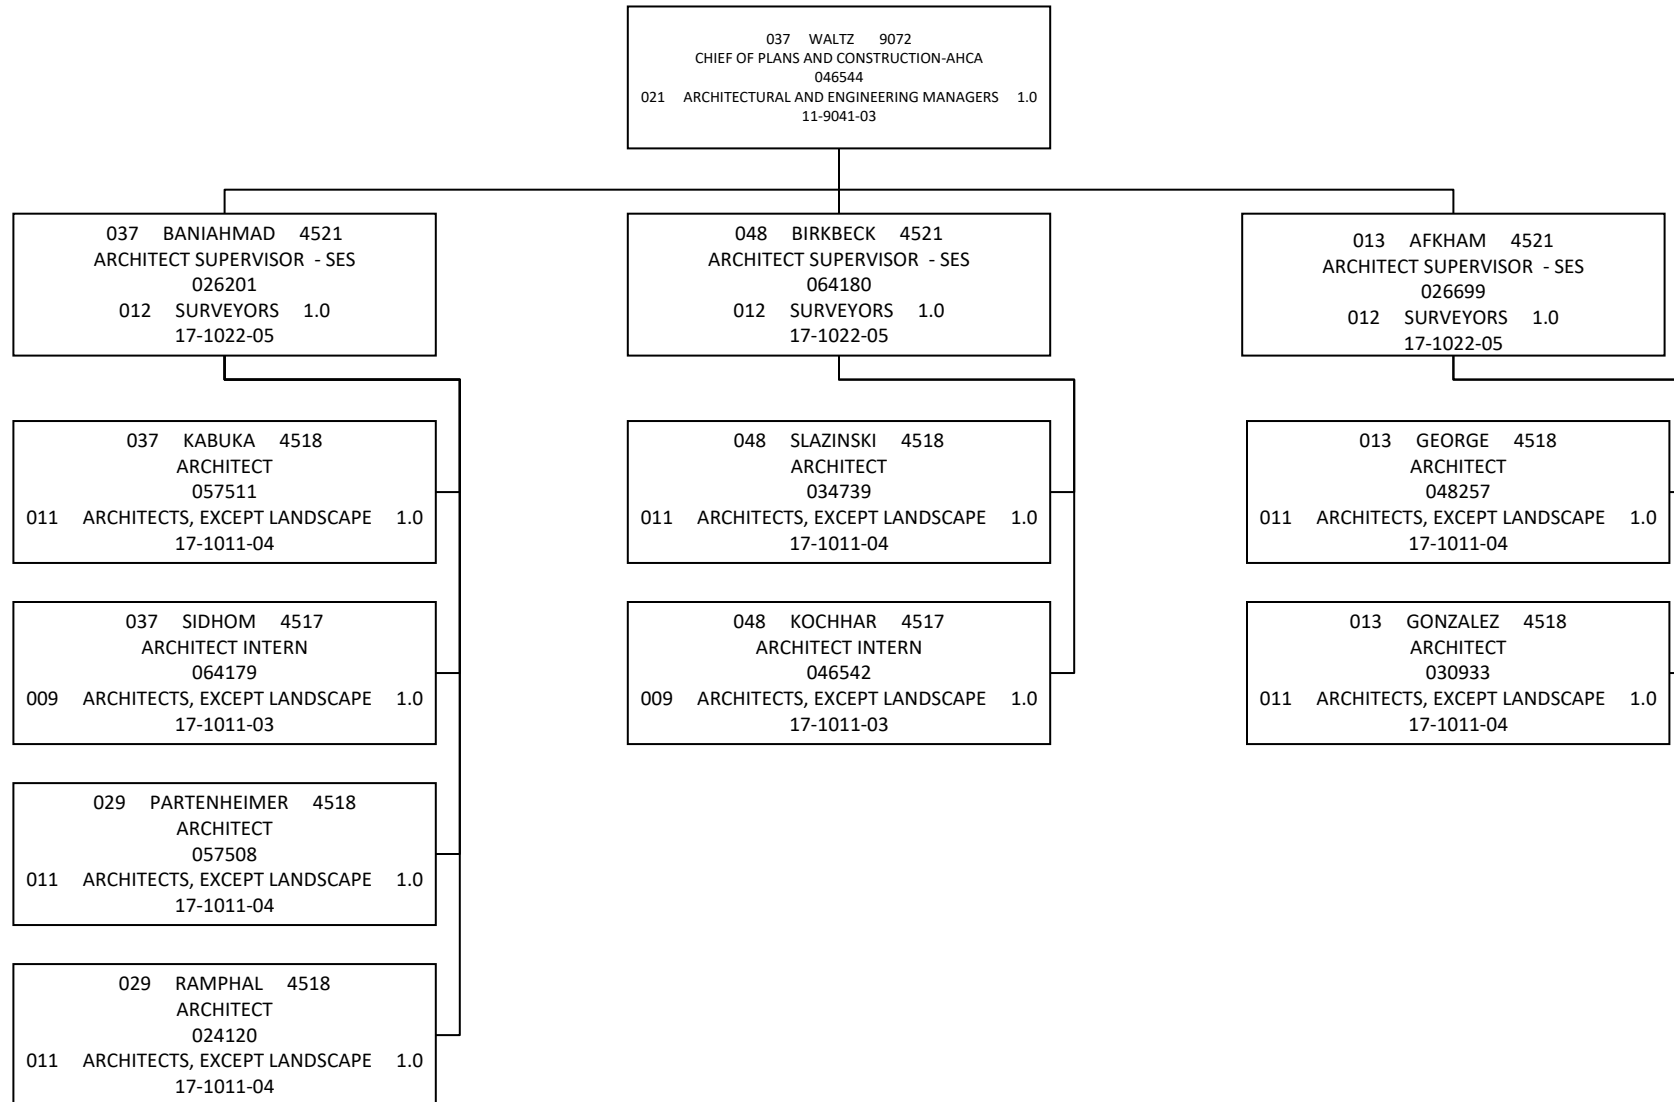 037 WALTZ 9072
CHIEF OF PLANS AND CONSTRUCTION-AHCA
046544
021 ARCHITECTURAL AND ENGINEERING MANAGERS 1.0
11-9041-03
037 BANIAHMAD 4521
ARCHITECT SUPERVISOR - SES
026201
012 SURVEYORS 1.0
17-1022-05
048 BIRKBECK 4521
ARCHITECT SUPERVISOR - SES
064180
012 SURVEYORS 1.0
17-1022-05
013 AFKHAM 4521
ARCHITECT SUPERVISOR - SES
026699
012 SURVEYORS 1.0
17-1022-05
037 KABUKA 4518
ARCHITECT
057511
011 ARCHITECTS, EXCEPT LANDSCAPE 1.0
17-1011-04
048 SLAZINSKI 4518
ARCHITECT
034739
011 ARCHITECTS, EXCEPT LANDSCAPE 1.0
17-1011-04
013 GEORGE 4518
ARCHITECT
048257
011 ARCHITECTS, EXCEPT LANDSCAPE 1.0
17-1011-04
037 SIDHOM 4517
ARCHITECT INTERN
064179
009 ARCHITECTS, EXCEPT LANDSCAPE 1.0
17-1011-03
048 KOCHHAR 4517
ARCHITECT INTERN
046542
009 ARCHITECTS, EXCEPT LANDSCAPE 1.0
17-1011-03
013 GONZALEZ 4518
ARCHITECT
030933
011 ARCHITECTS, EXCEPT LANDSCAPE 1.0
17-1011-04
029 PARTENHEIMER 4518
ARCHITECT
057508
011 ARCHITECTS, EXCEPT LANDSCAPE 1.0
17-1011-04
029 RAMPHAL 4518
ARCHITECT
024120
011 ARCHITECTS, EXCEPT LANDSCAPE 1.0
17-1011-04